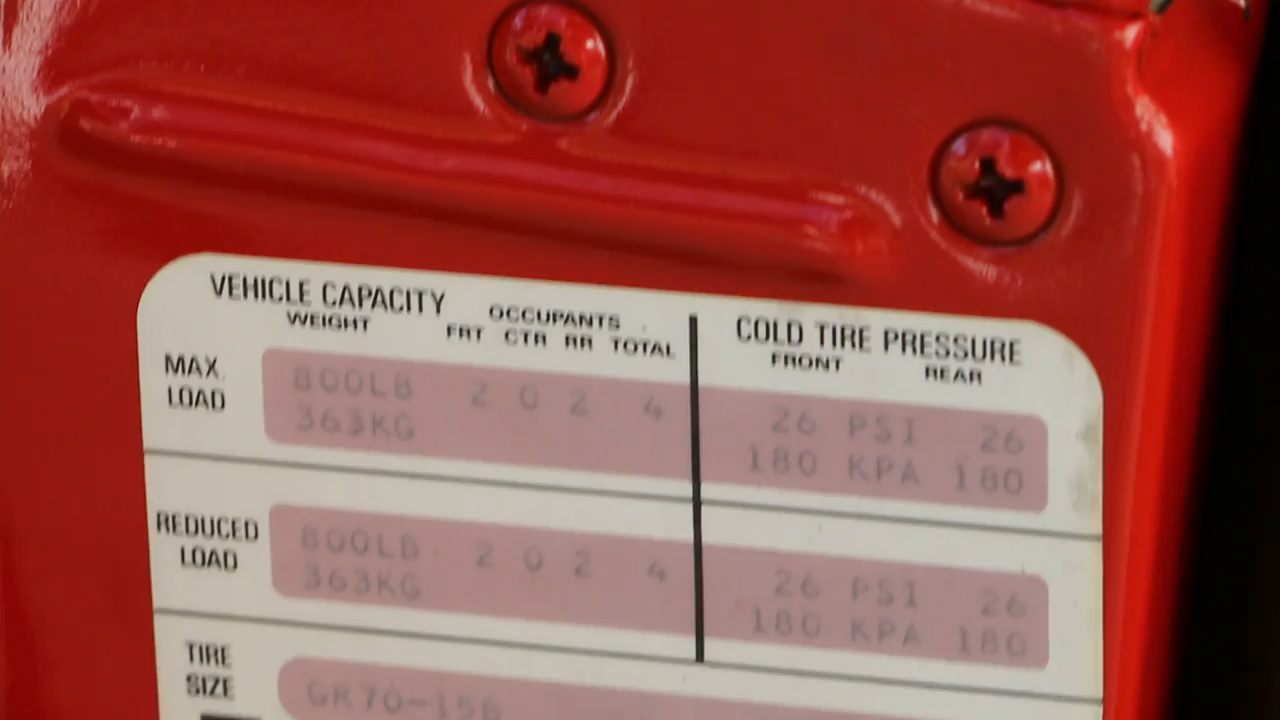 VEHICLE CAPACITY
WEIGHT
OCCUPANTS
FRT CTR RR TOTAL
COLD TIRE PRESSURE
FRONT REAR
MAX.
LOAD
800LB 2 0 2 4 26 PSI 26
363KG 180 KPA 180
REDUCED
LOAD
800LB 2 0 2 4 26 PSI 26
363KG 180 KPA 180
TIRE
SIZE
GR70-15B